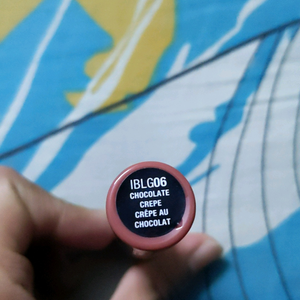 IBLG06
CHOCOLATE
CREPE
CRÊPE AU
CHOCOLAT